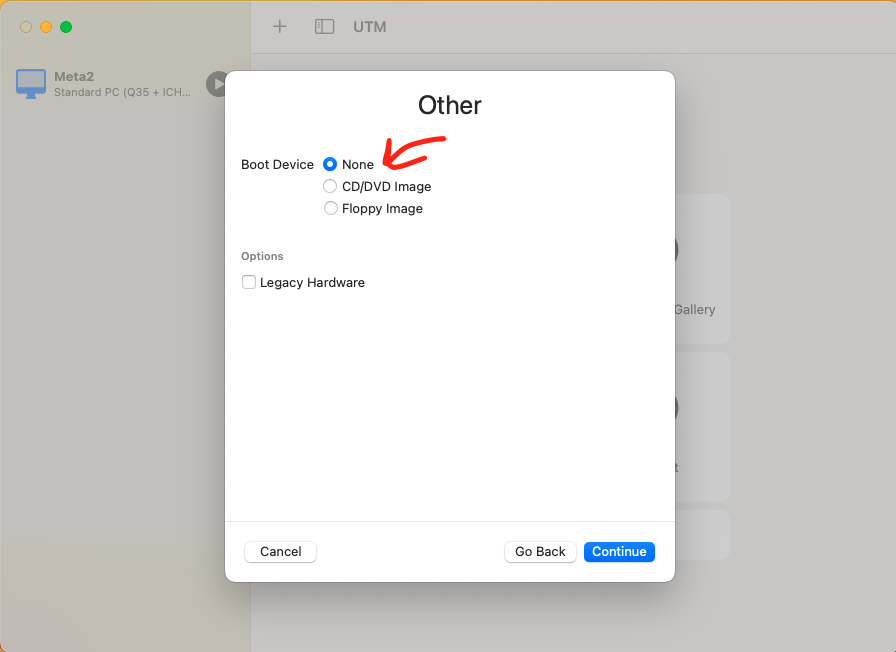 UTM
Meta2
Standard PC (Q35 + ICH...
Other
Boot Device None
CD/DVD Image
Floppy Image
Options
Legacy Hardware
Gallery
Cancel
Go Back
Continue